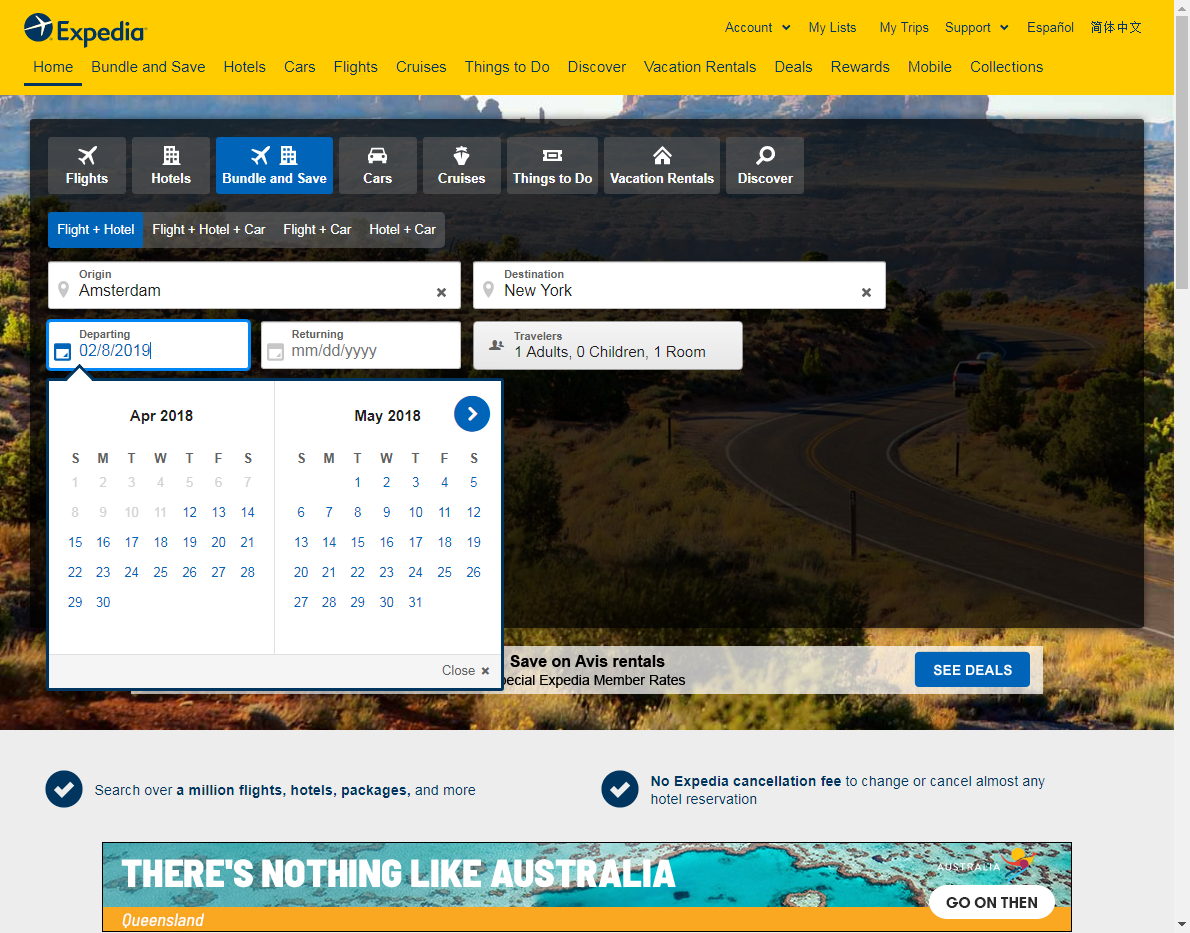 Expedia
Account My Lists My Trips Support Español 简体中文
Home Bundle and Save Hotels Cars Flights Cruises Things to Do Discover Vacation Rentals Deals Rewards Mobile Collections
Flights Hotels Bundle and Save Cars Cruises Things to Do Vacation Rentals Discover
Flight + Hotel Flight + Hotel + Car Flight + Car Hotel + Car
Origin
Amsterdam
Destination
New York
Departing
02/8/2019
Returning
mm/dd/yyyy
Travelers
1 Adults, 0 Children, 1 Room
Apr 2018
S M T W T F S
1 2 3 4 5 6 7
8 9 10 11 12 13 14
15 16 17 18 19 20 21
22 23 24 25 26 27 28
29 30
May 2018
S M T W T F S
1 2 3 4 5
6 7 8 9 10 11 12
13 14 15 16 17 18 19
20 21 22 23 24 25 26
27 28 29 30 31
Close
Save on Avis rentals
pecial Expedia Member Rates
SEE DEALS
Search over a million flights, hotels, packages, and more
No Expedia cancellation fee to change or cancel almost any
hotel reservation
THERE'S NOTHING LIKE AUSTRALIA
Queensland
AUSTRALIA
GO ON THEN